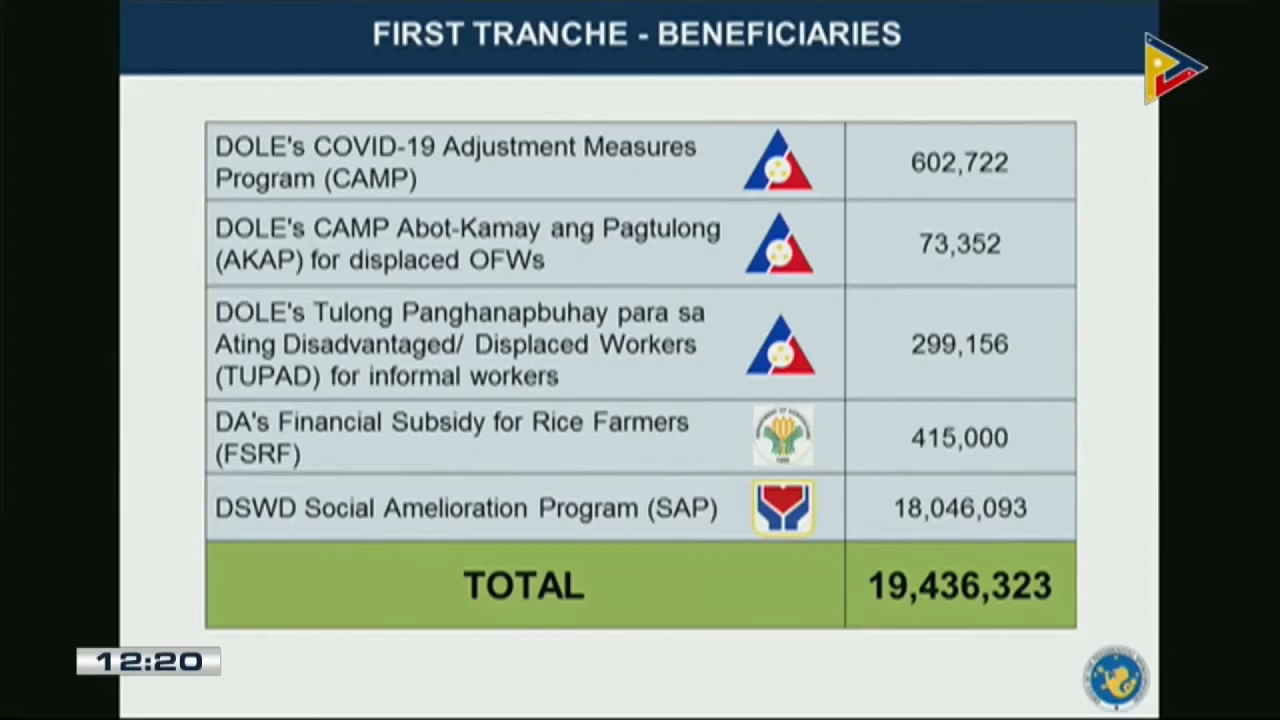 FIRST TRANCHE - BENEFICIARIES
DOLE's COVID-19 Adjustment Measures
Program (CAMP)
602,722
DOLE's CAMP Abot-Kamay ang Pagtulong
(AKAP) for displaced OFWs
73,352
DOLE's Tulong Panghanapbuhay para sa
Ating Disadvantaged/ Displaced Workers
(TUPAD) for informal workers
299,156
DA's Financial Subsidy for Rice Farmers
(FSRF)
415,000
DSWD Social Amelioration Program (SAP)
18,046,093
TOTAL
19,436,323
12:20